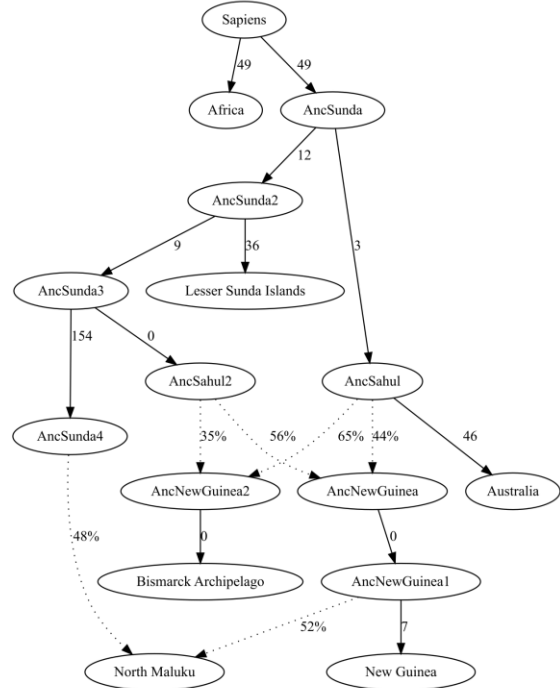 Sapiens
49 49
Africa AncSunda
12
AncSunda2
9 36 3
AncSunda3 Lesser Sunda Islands
154 0
AncSahul2 AncSahul
AncSunda4 35% 56% 65% 44% 46
AncNewGuinea2 AncNewGuinea Australia
48% 0 0
Bismarck Archipelago AncNewGuinea1
52% 7
North Maluku New Guinea